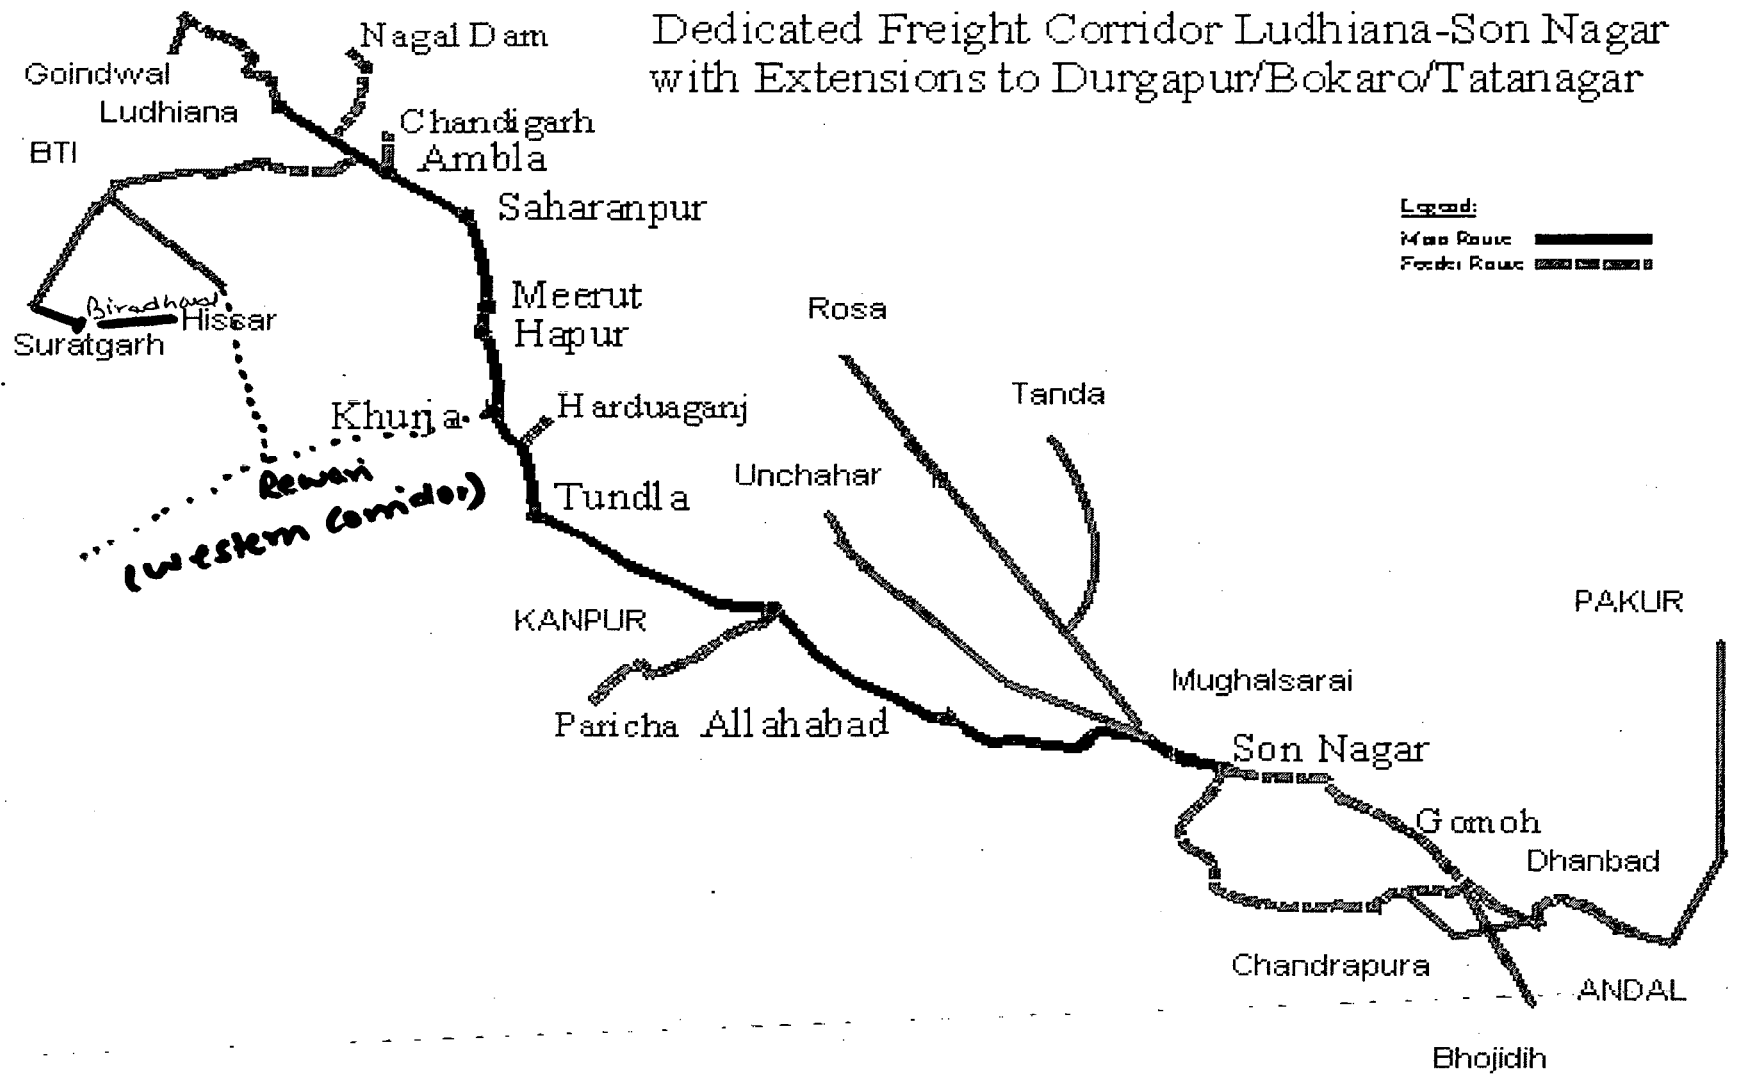 Dedicated Freight Corridor Ludhiana-Son Nagar
with Extensions to Durgapur/Bokaro/Tatanagar
Nagal Dam
Goindwal
Ludhiana
Chandigarh
BTI
Ambla
Saharanpur
Legend:
Main Route
Feeder Route
Meerut
Hapur
Rosa
Biradhwal
Hissar
Suratgarh
Tanda
Khurja
Harduaganj
Rewari
Unchahar
Tundla
(Western Corridor)
KANPUR
PAKUR
Mughalsarai
Paricha
Allahabad
Son Nagar
Gomoh
Dhanbad
Chandrapura
ANDAL
Bhojidih